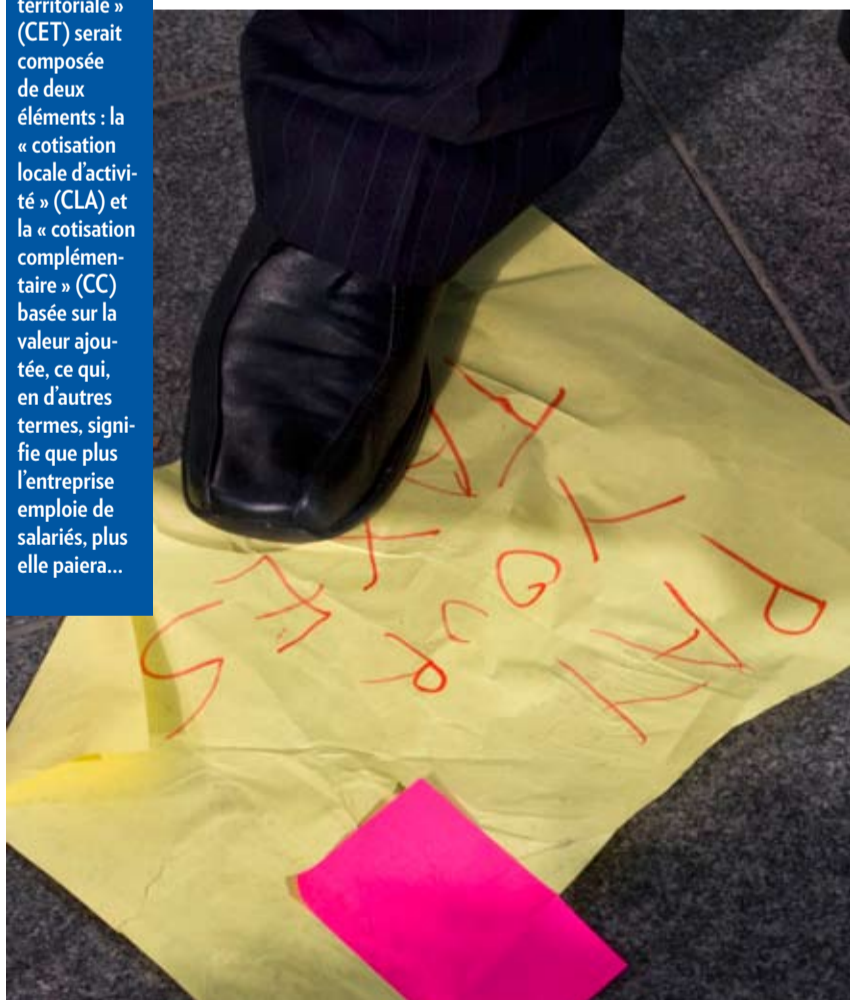 territoriale »
(CET) serait
composée
de deux
éléments : la
« cotisation
locale d'activi-
té » (CLA) et
la « cotisation
complémen-
taire » (CC)
basée sur la
valeur ajou-
tée, ce qui,
en d'autres
termes, signi-
fie que plus
l'entreprise
emploie de
salariés, plus
elle paiera...
PAY
YOUR
TAXES